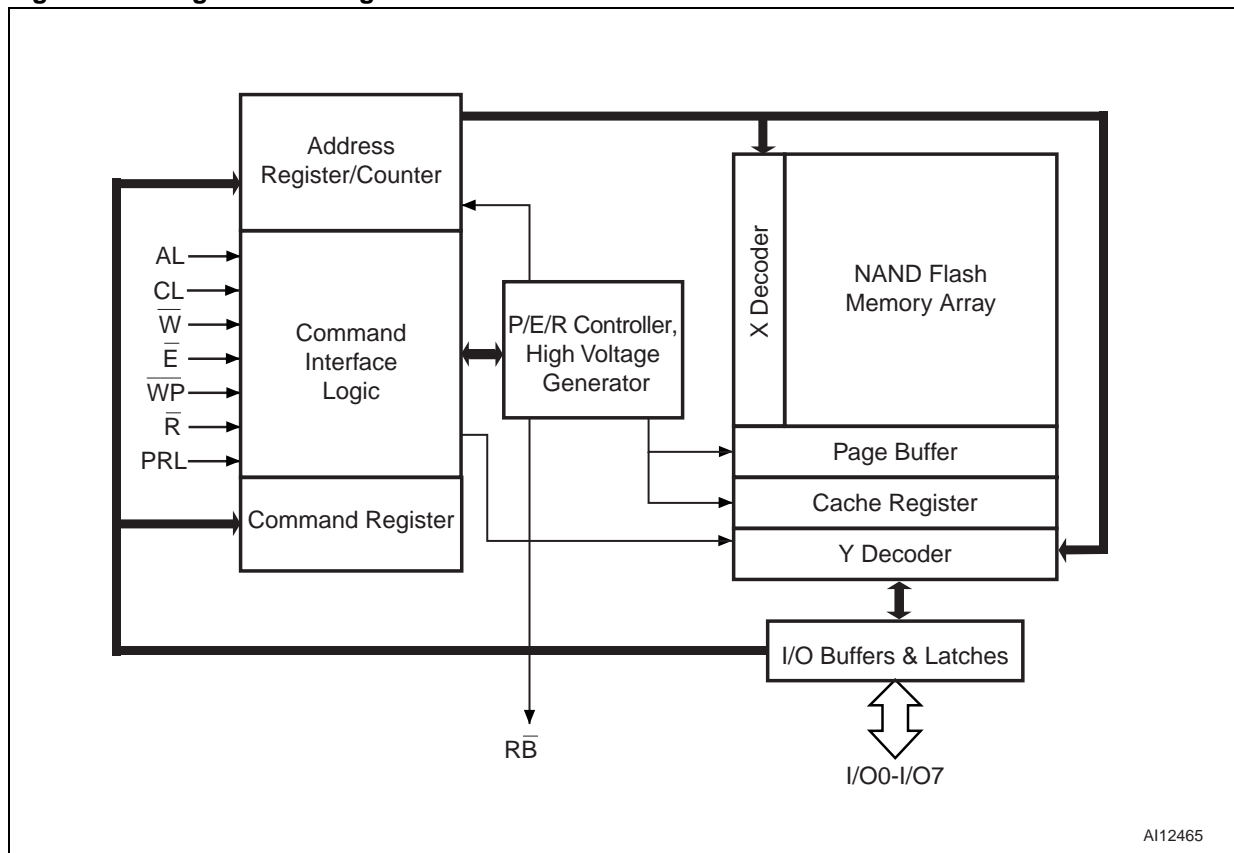 Address
Register/Counter
AL
CL
W̅
E̅
W̅P̅
R̅
PRL
Command
Interface
Logic
Command Register
P/E/R Controller,
High Voltage
Generator
X Decoder
NAND Flash
Memory Array
Page Buffer
Cache Register
Y Decoder
I/O Buffers & Latches
RB̅
I/O0-I/O7
AI12465